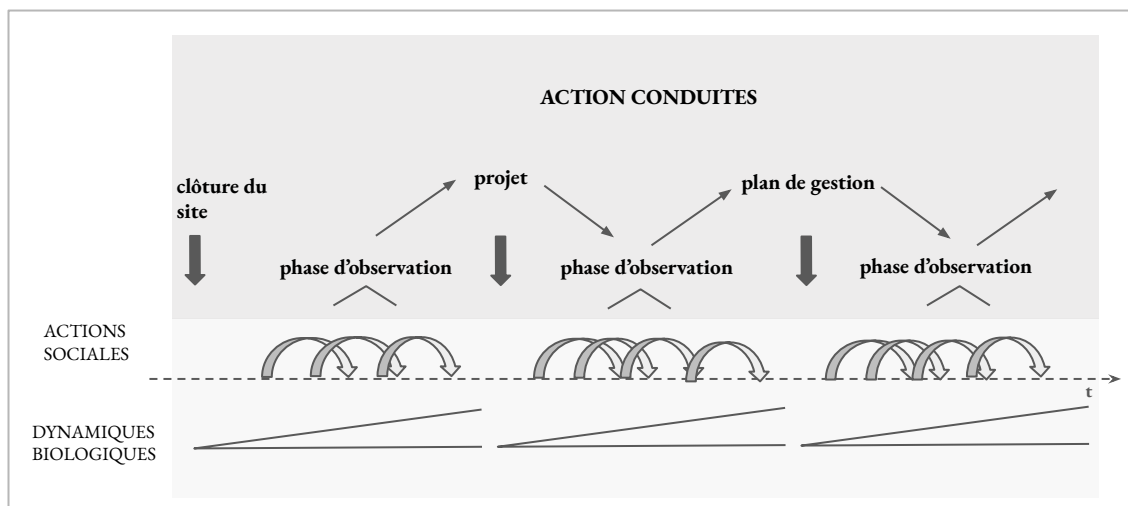 ACTION CONDUITES
clôture du
site
projet
plan de gestion
phase d’observation
phase d’observation
phase d’observation
ACTIONS
SOCIALES
t
DYNAMIQUES
BIOLOGIQUES